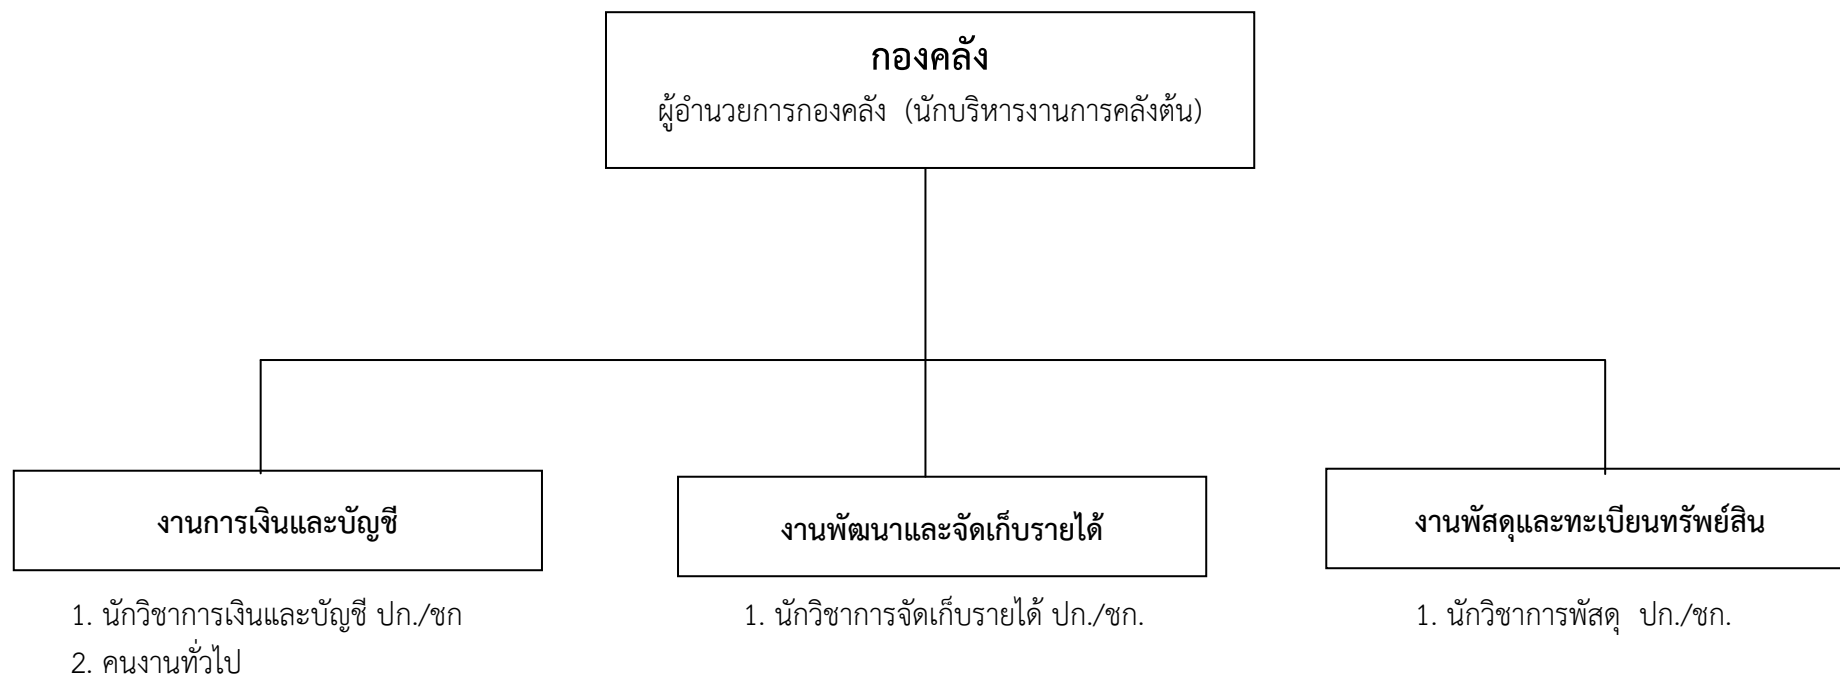 กองคลัง
ผู้อำนวยการกองคลัง (นักบริหารงานการคลังต้น)
งานการเงินและบัญชี
1. นักวิชาการเงินและบัญชี ปก./ชก
2. คนงานทั่วไป
งานพัฒนาและจัดเก็บรายได้
1. นักวิชาการจัดเก็บรายได้ ปก./ชก.
งานพัสดุและทะเบียนทรัพย์สิน
1. นักวิชาการพัสดุ ปก./ชก.